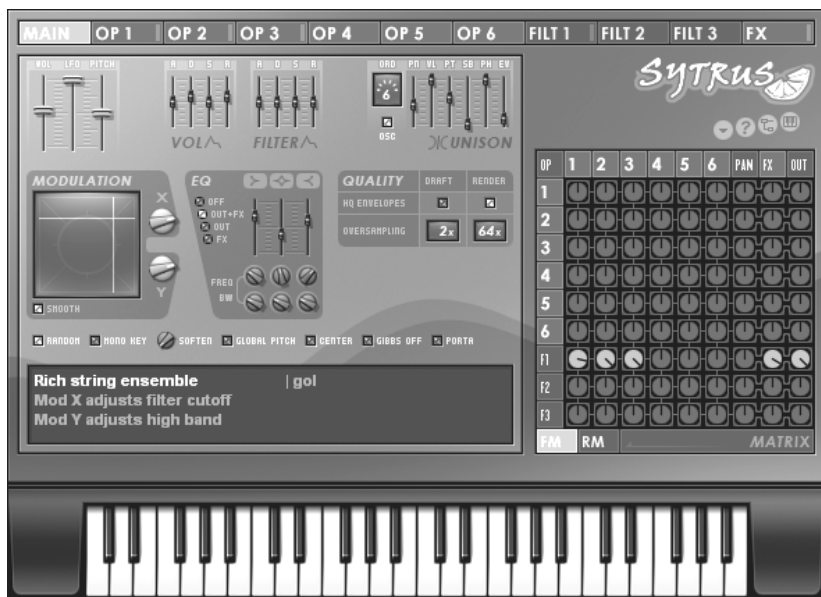 MAIN OP 1 OP 2 OP 3 OP 4 OP 5 OP 6 FILT 1 FILT 2 FILT 3 FX
VOL LFO PITCH A D S R A D S R ORD PN VL PT SB PH EV
6
OSC
VOL FILTER UNISON
SYTRUS
?
MODULATION
X
Y
SMOOTH
EQ
OFF
OUT+FX
OUT
FX
FREQ
BW
QUALITY DRAFT RENDER
HQ ENVELOPES
OVERSAMPLING 2x 64x
RANDOM MONO KEY SOFTEN GLOBAL PITCH CENTER GIBBS OFF PORTA
Rich string ensemble | gol
Mod X adjusts filter cutoff
Mod Y adjusts high band
OP 1 2 3 4 5 6 PAN FX OUT
1
2
3
4
5
6
F1
F2
F3
FM RM MATRIX